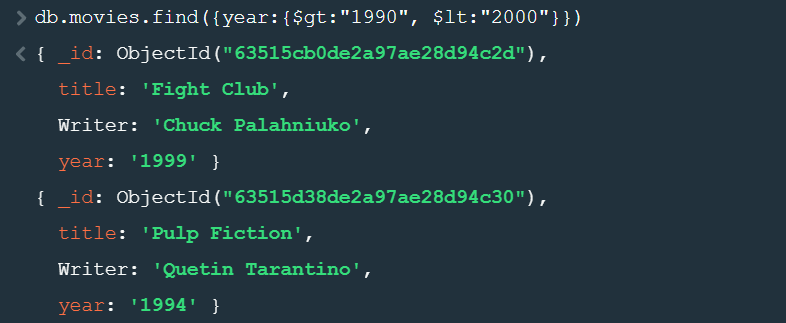 > db.movies.find({year:{$gt:"1990", $lt:"2000"}})
< { _id: ObjectId("63515cb0de2a97ae28d94c2d"),
title: 'Fight Club',
Writer: 'Chuck Palahniuko',
year: '1999' }
{ _id: ObjectId("63515d38de2a97ae28d94c30"),
title: 'Pulp Fiction',
Writer: 'Quetin Tarantino',
year: '1994' }